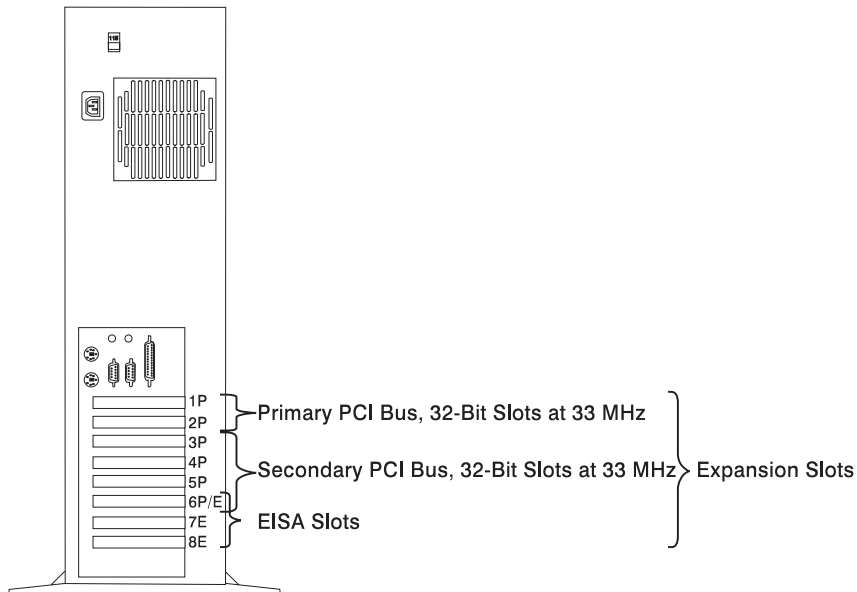 115
1P
2P
Primary PCI Bus, 32-Bit Slots at 33 MHz
3P
4P
5P
6P/E
Secondary PCI Bus, 32-Bit Slots at 33 MHz
Expansion Slots
7E
8E
EISA Slots